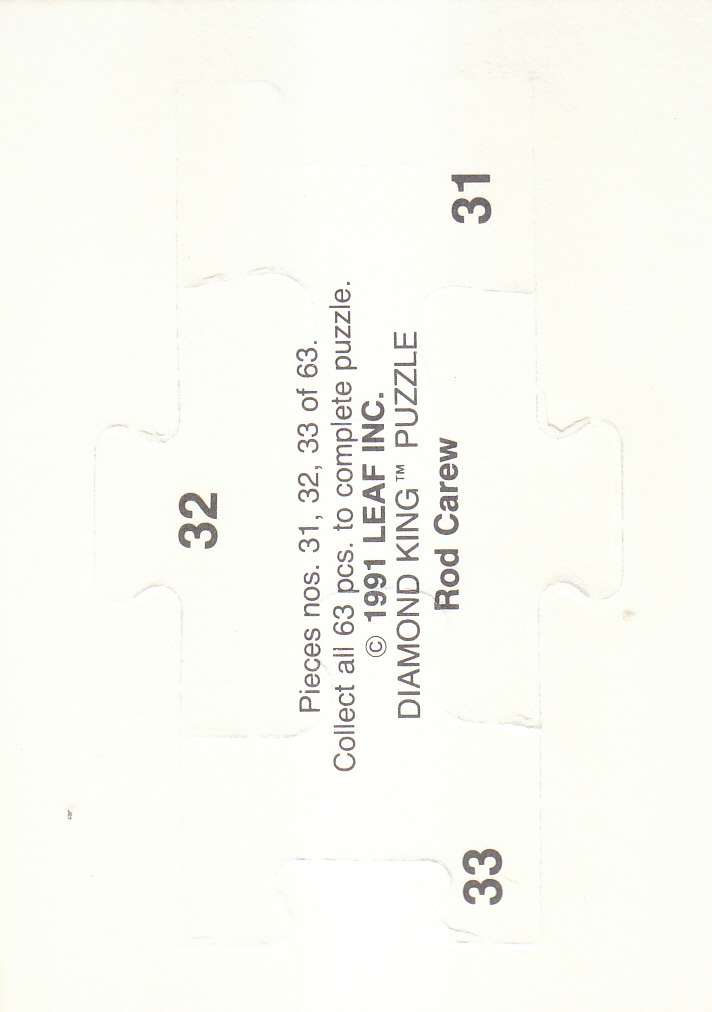 31
32
Pieces nos. 31, 32, 33 of 63.
Collect all 63 pcs. to complete puzzle.
© 1991 LEAF INC.
DIAMOND KING™ PUZZLE
Rod Carew
33